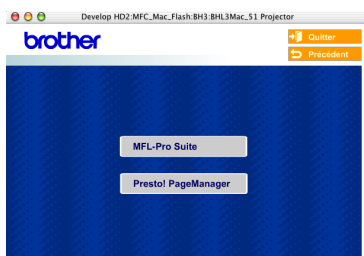 Develop HD2:MFC_Mac_Flash:BH3:BHL3Mac_51 Projector
brother
Quitter
Précédent
MFL-Pro Suite
Presto! PageManager